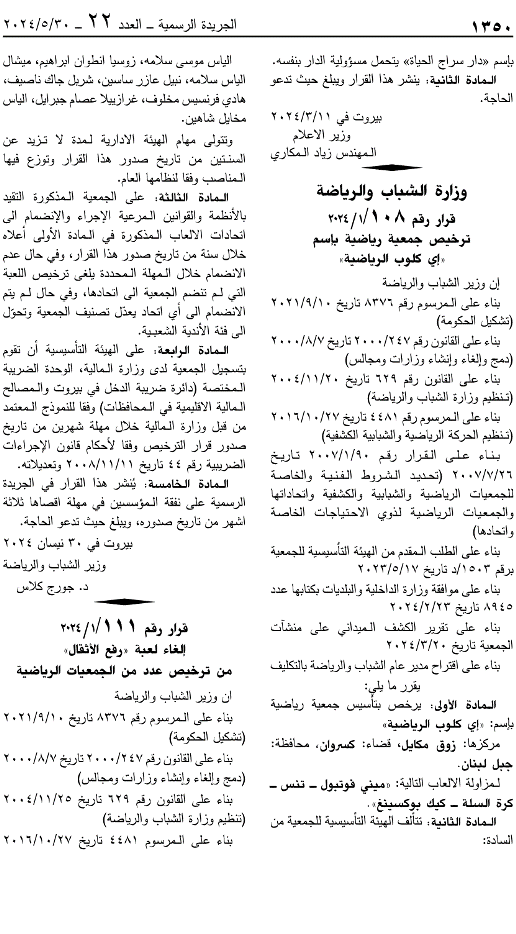 ١٣٥٠
الجريدة الرسمية ـ العدد ٢٢ ـ ٢٠٢٤/٥/٣٠
بإسم «دار سراج الحياة» يتحمل مسؤولية الدار بنفسه.
المادة الثانية: ينشر هذا القرار ويبلغ حيث تدعو
الحاجة.
بيروت في ٢٠٢٤/٣/١١
وزير الاعلام
المهندس زياد المكاري
وزارة الشباب والرياضة
قرار رقم ٢٠٢٤/١/١٠٨
ترخيص جمعية رياضية بإسم
«إي كلوب الرياضية»
إن وزير الشباب والرياضة
بناء على المرسوم رقم ٨٣٧٦ تاريخ ٢٠٢١/٩/١٠
(تشكيل الحكومة)
بناء على القانون رقم ٢٠٠٠/٢٤٧ تاريخ ٢٠٠٠/٨/٧
(دمج وإلغاء وإنشاء وزارات ومجالس)
بناء على القانون رقم ٦٢٩ تاريخ ٢٠٠٤/١١/٢٠
(تنظيم وزارة الشباب والرياضة)
بناء على المرسوم رقم ٤٤٨١ تاريخ ٢٠١٦/١٠/٢٧
(تنظيم الحركة الرياضية والشبابية الكشفية)
بناء على القرار رقم ٢٠٠٧/١/٩٠ تاريخ
٢٠٠٧/٧/٢٦ (تحديد الشروط الفنية والخاصة
للجمعيات الرياضية والشبابية والكشفية واتحاداتها
والجمعيات الرياضية لذوي الاحتياجات الخاصة
واتحادها)
بناء على الطلب المقدم من الهيئة التأسيسية للجمعية
برقم ١٥٠٣/د تاريخ ٢٠٢٣/٥/١٧
بناء على موافقة وزارة الداخلية والبلديات بكتابها عدد
٨٩٤٥ تاريخ ٢٠٢٤/٢/٢٣
بناء على تقرير الكشف الميداني على منشآت
الجمعية تاريخ ٢٠٢٤/٣/٢٠
بناء على اقتراح مدير عام الشباب والرياضة بالتكليف
يقرر ما يلي:
المادة الأولى: يرخص بتأسيس جمعية رياضية
بإسم: «إي كلوب الرياضية»
مركزها: زوق مكايل، قضاء: كسروان، محافظة:
جبل لبنان.
لمزاولة الالعاب التالية: «ميني فوتبول ـ تنس ـ
كرة السلة ـ كيك بوكسينغ».
المادة الثانية: تتألف الهيئة التأسيسية للجمعية من
السادة:
الياس موسى سلامه، زوسيا انطوان ابراهيم، ميشال
الياس سلامه، نبيل عازر ساسين، شربل جاك ناصيف،
هادي فرنسيس مخلوف، غرازييلا عصام جبرايل، الياس
مخايل شاهين.
وتتولى مهام الهيئة الادارية لمدة لا تزيد عن
السنتين من تاريخ صدور هذا القرار وتوزع فيها
المناصب وفقا لنظامها العام.
المادة الثالثة: على الجمعية المذكورة التقيد
بالأنظمة والقوانين المرعية الإجراء والإنضمام الى
اتحادات الالعاب المذكورة في المادة الأولى أعلاه
خلال سنة من تاريخ صدور هذا القرار، وفي حال عدم
الانضمام خلال المهلة المحددة يلغى ترخيص اللعبة
التي لم تنضم الجمعية الى اتحادها، وفي حال لم يتم
الانضمام الى أي اتحاد يعدّل تصنيف الجمعية وتحوّل
الى فئة الأندية الشعبية.
المادة الرابعة: على الهيئة التأسيسية أن تقوم
بتسجيل الجمعية لدى وزارة المالية، الوحدة الضريبة
المختصة (دائرة ضريبة الدخل في بيروت والمصالح
المالية الاقليمية في المحافظات) وفقا للنموذج المعتمد
من قبل وزارة المالية خلال مهلة شهرين من تاريخ
صدور قرار الترخيص وفقا لأحكام قانون الإجراءات
الضريبية رقم ٤٤ تاريخ ٢٠٠٨/١١/١١ وتعديلاته.
المادة الخامسة: يُنشر هذا القرار في الجريدة
الرسمية على نفقة المؤسسين في مهلة اقصاها ثلاثة
اشهر من تاريخ صدوره، ويبلغ حيث تدعو الحاجة.
بيروت في ٣٠ نيسان ٢٠٢٤
وزير الشباب والرياضة
د. جورج كلاس
قرار رقم ٢٠٢٤/١/١١١
إلغاء لعبة «رفع الأثقال»
من ترخيص عدد من الجمعيات الرياضية
ان وزير الشباب والرياضة
بناء على المرسوم رقم ٨٣٧٦ تاريخ ٢٠٢١/٩/١٠
(تشكيل الحكومة)
بناء على القانون رقم ٢٠٠٠/٢٤٧ تاريخ ٢٠٠٠/٨/٧
(دمج وإلغاء وإنشاء وزارات ومجالس)
بناء على القانون رقم ٦٢٩ تاريخ ٢٠٠٤/١١/٢٥
(تنظيم وزارة الشباب والرياضة)
بناء على المرسوم ٤٤٨١ تاريخ ٢٠١٦/١٠/٢٧